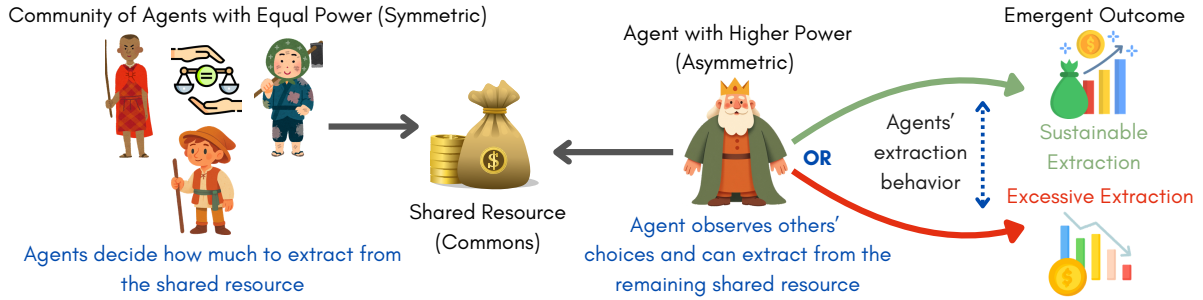 Community of Agents with Equal Power (Symmetric)
=
Agents decide how much to extract from
the shared resource
$
Shared Resource
(Commons)
Agent with Higher Power
(Asymmetric)
Agent observes others'
choices and can extract from the
remaining shared resource
OR
Agents'
extraction
behavior
Emergent Outcome
$
Sustainable
Extraction
Excessive Extraction
$